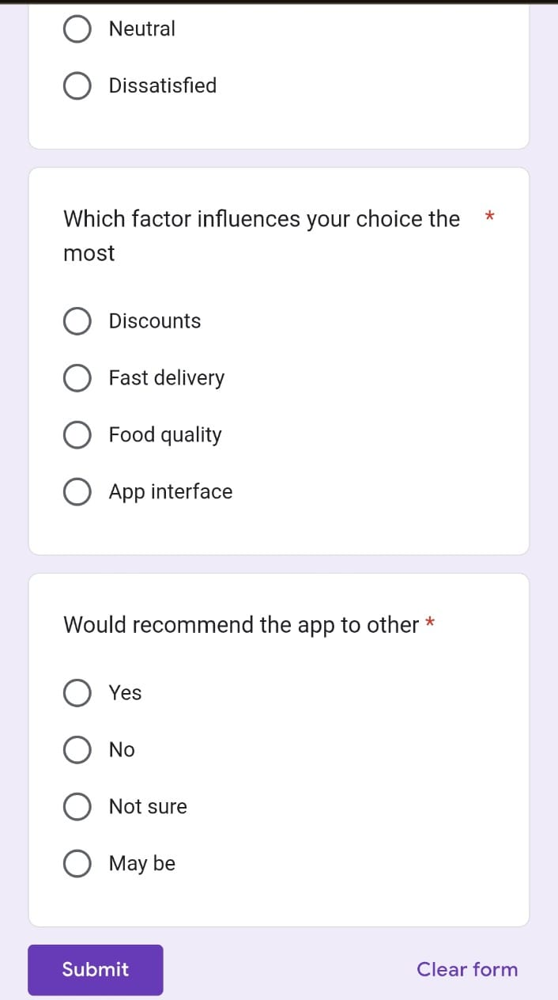 Neutral
Dissatisfied
Which factor influences your choice the *
most
Discounts
Fast delivery
Food quality
App interface
Would recommend the app to other *
Yes
No
Not sure
May be
Submit
Clear form